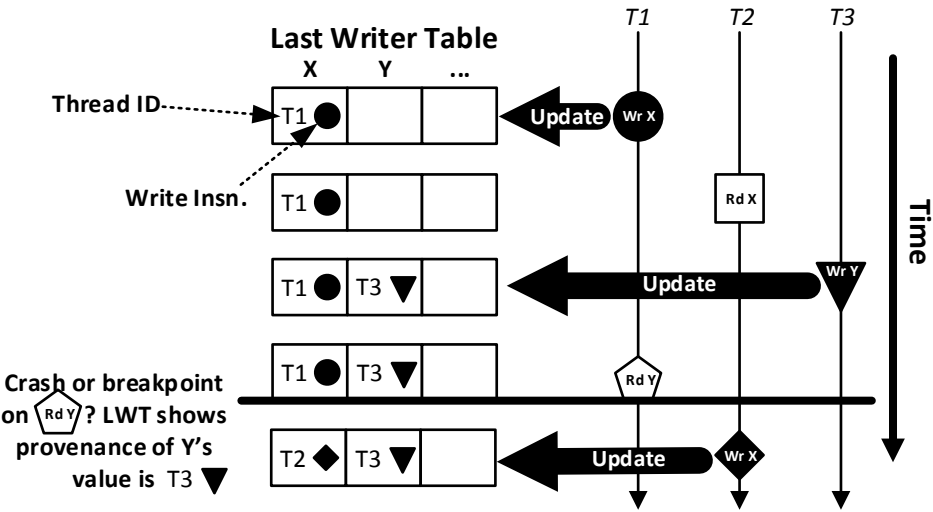 Last Writer Table
T1 T2 T3
X Y ...
Thread ID
T1
Update
Wr X
Write Insn.
T1
Rd X
Time
T1 T3
Update
Wr Y
T1 T3
Rd Y
Crash or breakpoint
on Rd Y ? LWT shows
provenance of Y's
value is T3
T2 T3
Update
Wr X